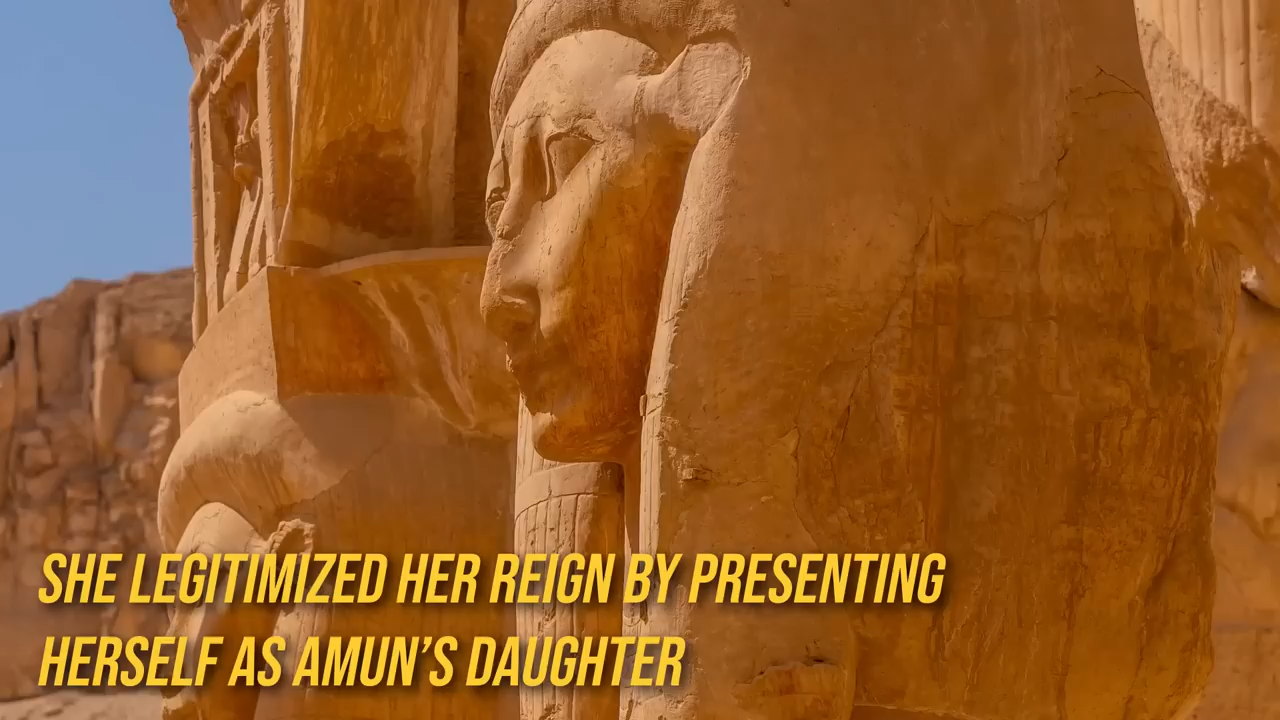 SHE LEGITIMIZED HER REIGN BY PRESENTING
HERSELF AS AMUN’S DAUGHTER